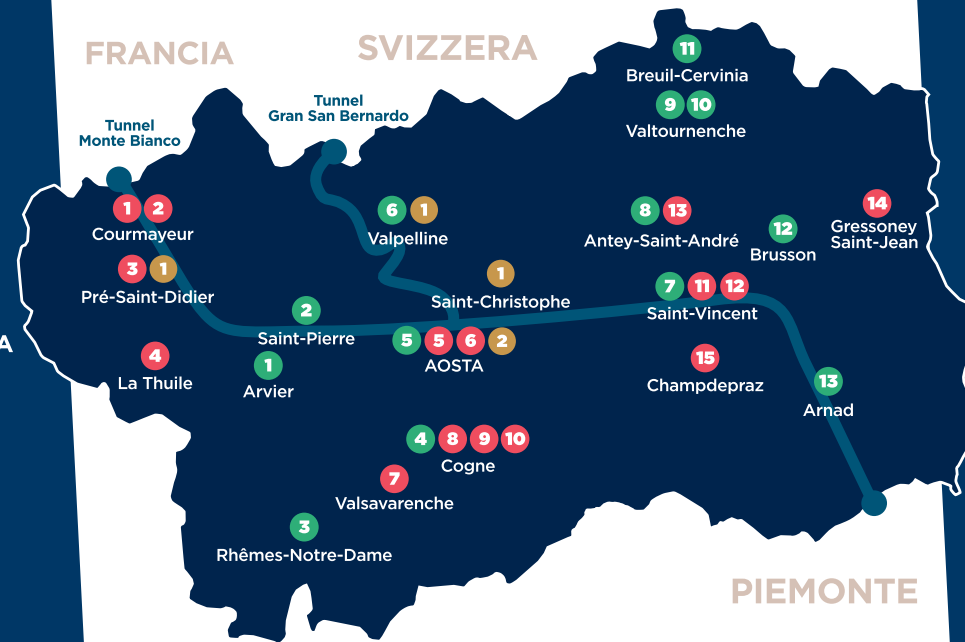 FRANCIA
SVIZZERA
Tunnel
Monte Bianco
Tunnel
Gran San Bernardo
11
Breuil-Cervinia
9 10
Valtournenche
1 2
Courmayeur
6 1
Valpelline
8 13
Antey-Saint-André
12
Brusson
14
Gressoney
Saint-Jean
3 1
Pré-Saint-Didier
1
Saint-Christophe
7 11 12
Saint-Vincent
2
Saint-Pierre
5 5 6 2
AOSTA
A
4
La Thuile
1
Arvier
15
Champdepraz
13
Arnad
4 8 9 10
Cogne
7
Valsavarenche
3
Rhêmes-Notre-Dame
PIEMONTE